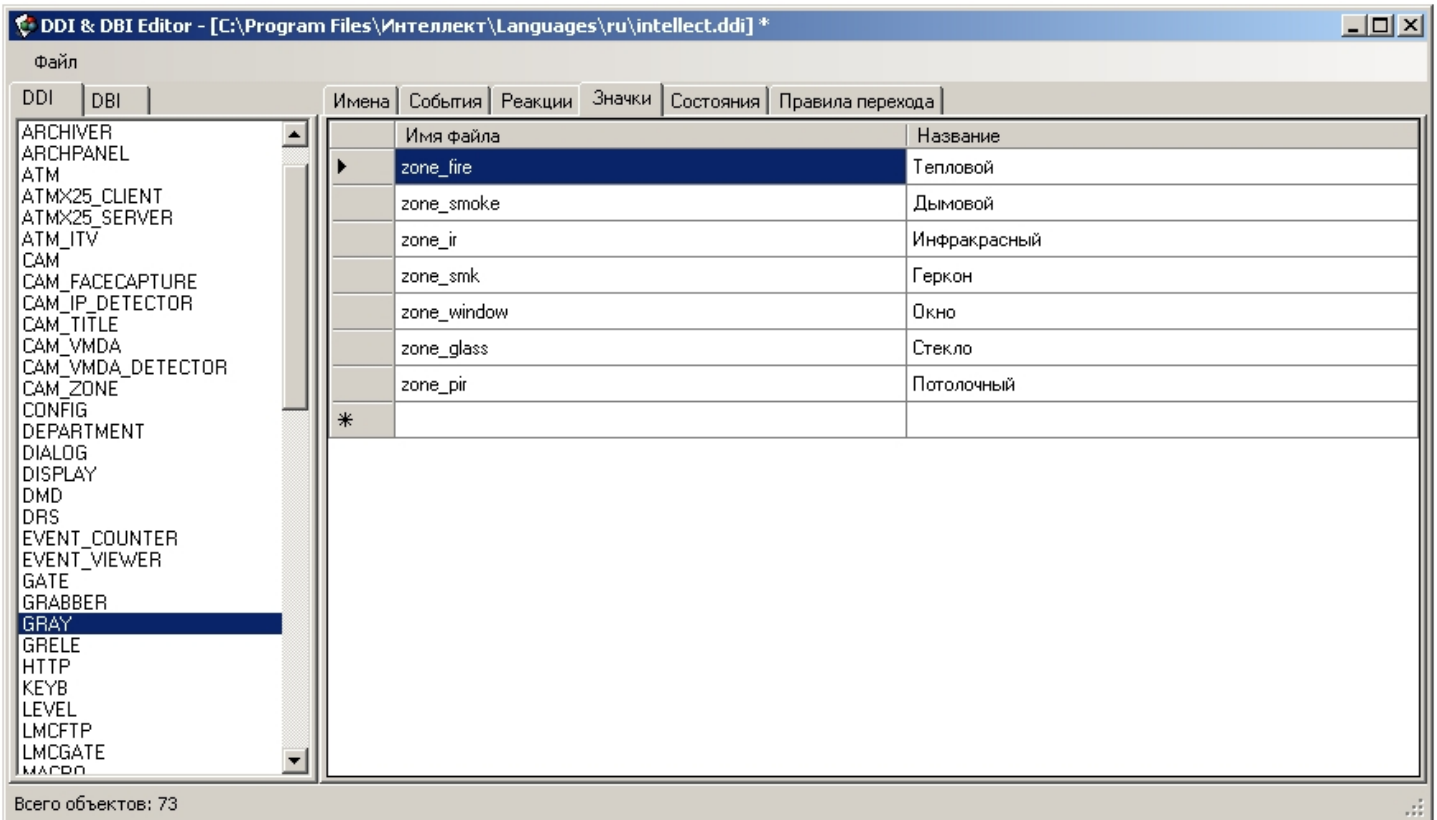 DDI & DBI Editor - [C:\Program Files\Интеллект\Languages\ru\intellect.ddi] *
Файл
DDI DBI
Имена События Реакции Значки Состояния Правила перехода
ARCHIVER
ARCHPANEL
ATM
ATMX25_CLIENT
ATMX25_SERVER
ATM_ITV
CAM
CAM_FACECAPTURE
CAM_IP_DETECTOR
CAM_TITLE
CAM_VMDA
CAM_VMDA_DETECTOR
CAM_ZONE
CONFIG
DEPARTMENT
DIALOG
DISPLAY
DMD
DRS
EVENT_COUNTER
EVENT_VIEWER
GATE
GRABBER
GRAY
GRELE
HTTP
KEYB
LEVEL
LMCFTP
LMCGATE
MACRO
Имя файла Название
zone_fire Тепловой
zone_smoke Дымовой
zone_ir Инфракрасный
zone_smk Геркон
zone_window Окно
zone_glass Стекло
zone_pir Потолочный
Всего объектов: 73